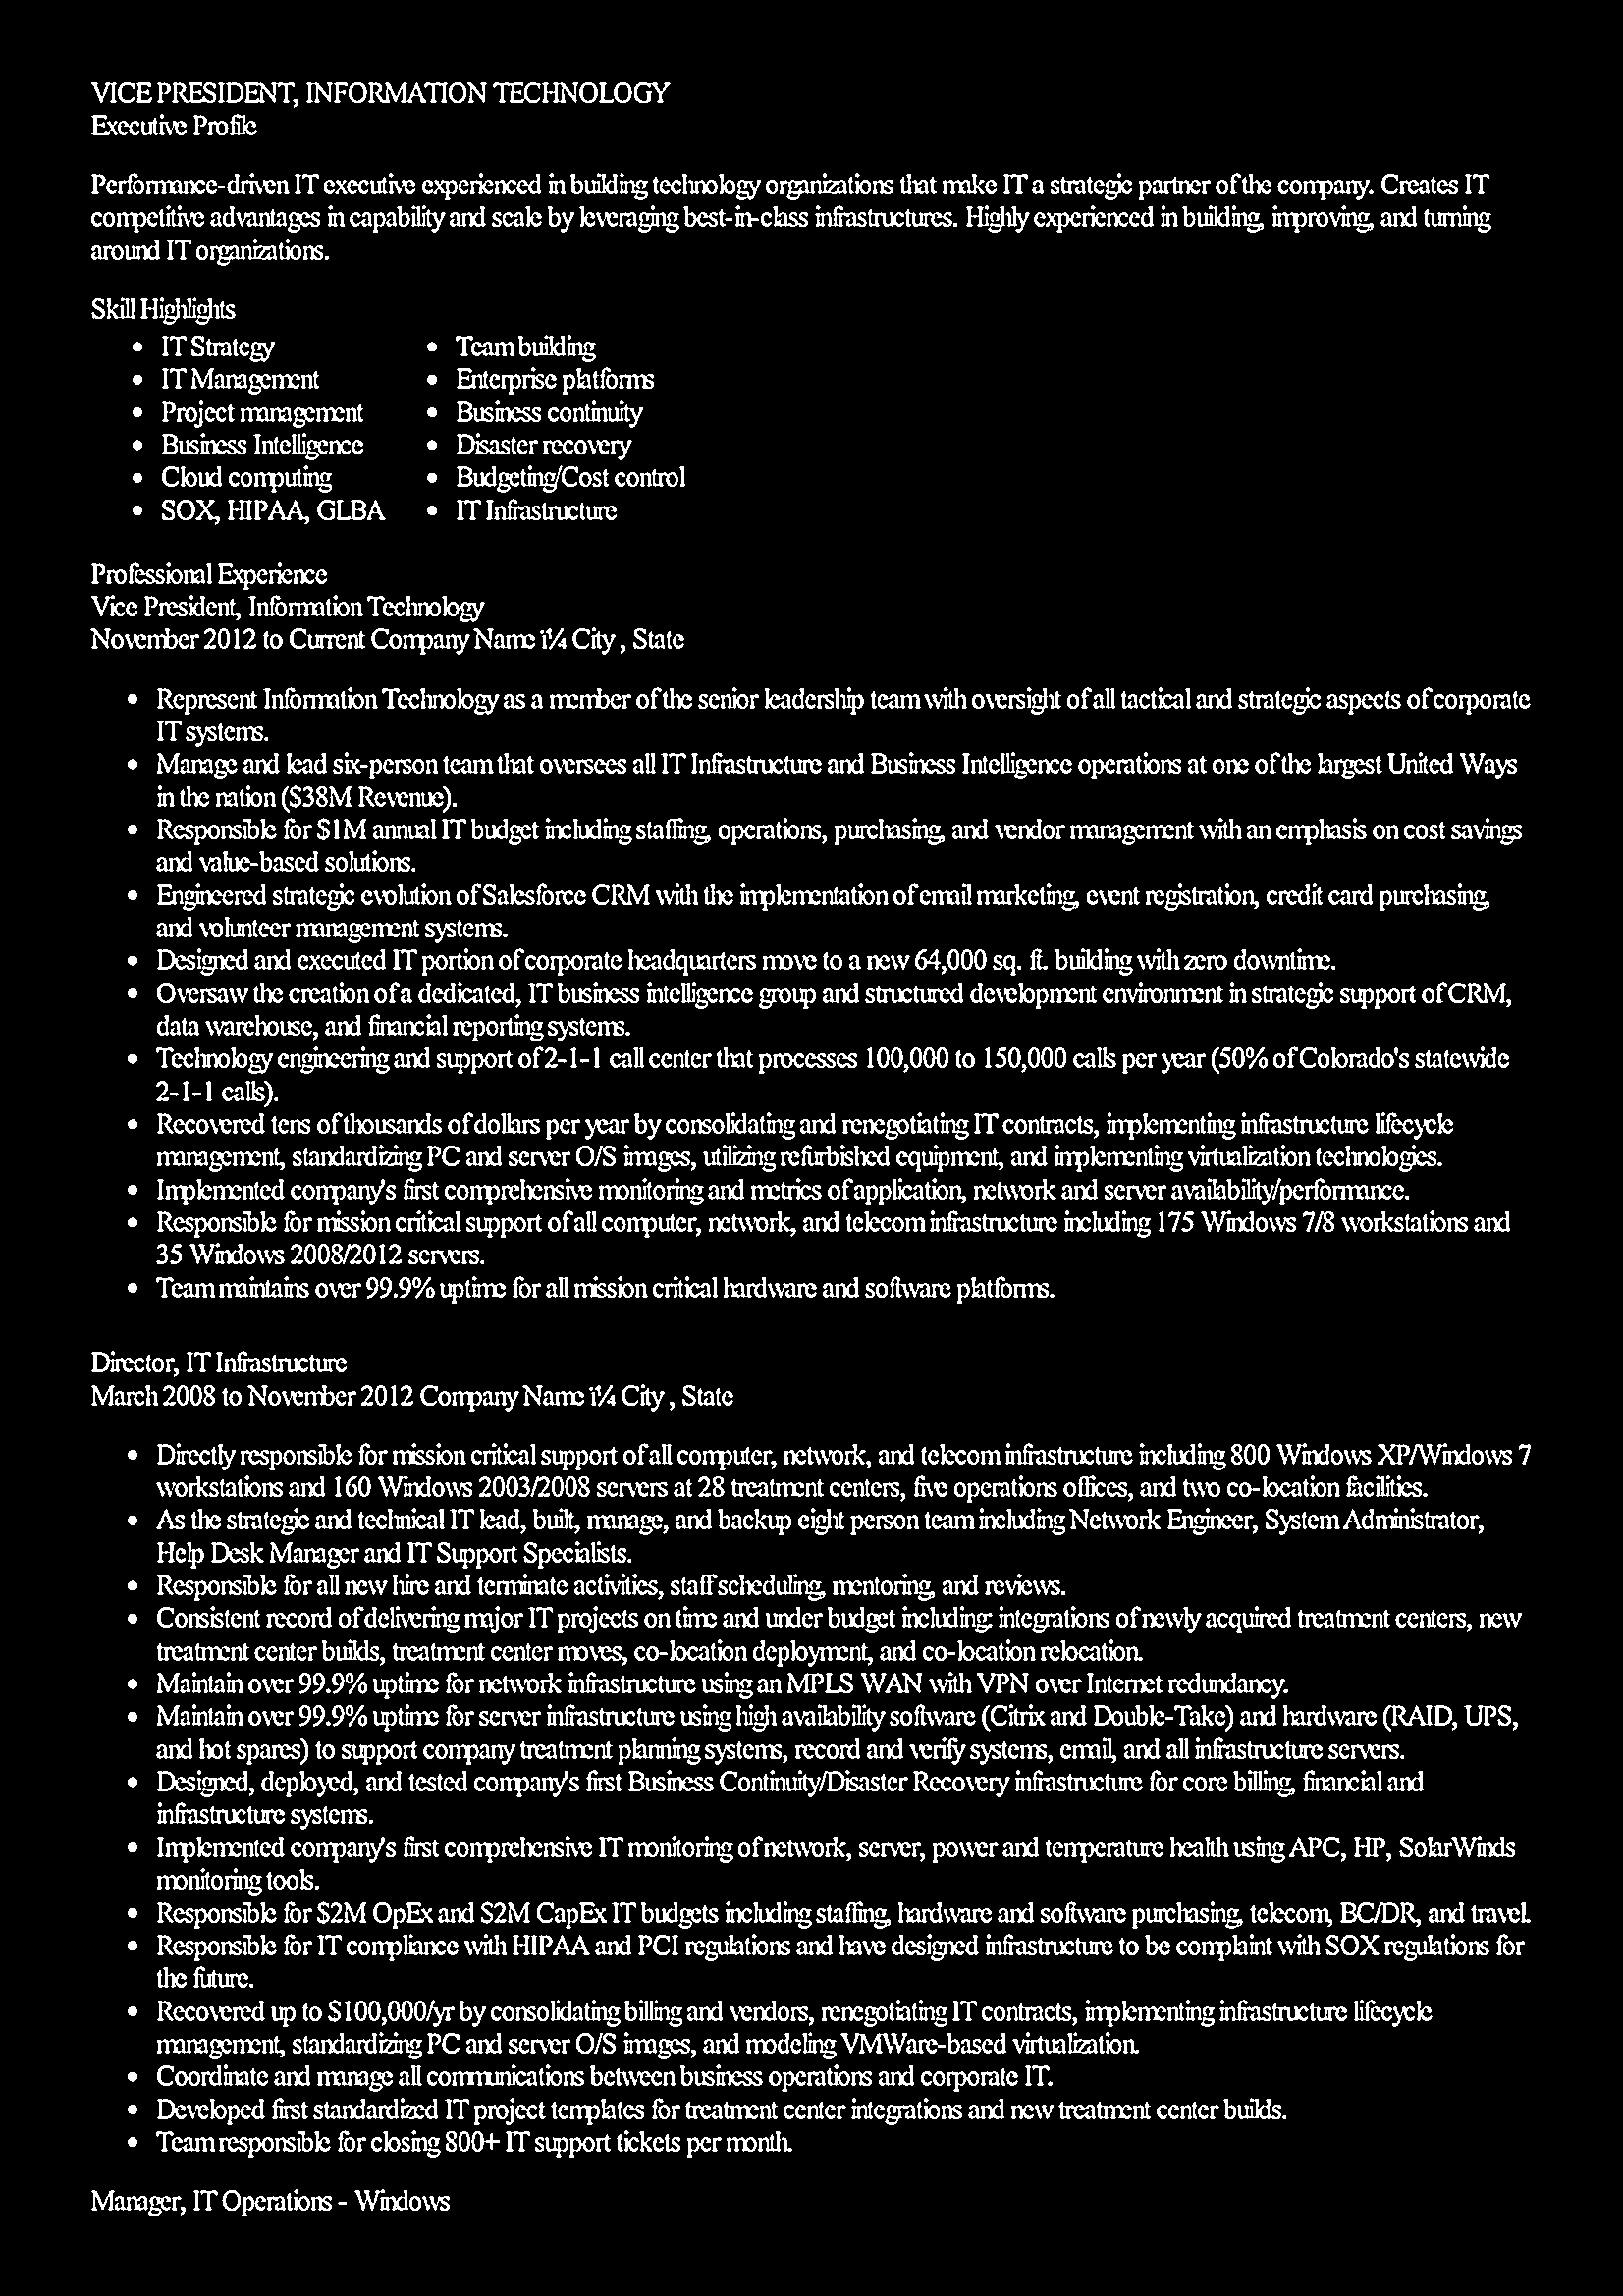 VICE PRESIDENT, INFORMATION TECHNOLOGY
Executive Profile
Performance-driven IT executive experienced in building technology organizations that make IT a strategic partner of the company. Creates IT
competitive advantages in capability and scale by leveraging best-in-class infrastructures. Highly experienced in building, improving, and turning
around IT organizations.
Skill Highlights
• IT Strategy
• IT Management
• Project management
• Business Intelligence
• Cloud computing
• SOX, HIPAA, GLBA
• Team building
• Enterprise platforms
• Business continuity
• Disaster recovery
• Budgeting/Cost control
• IT Infrastructure
Professional Experience
Vice President, Information Technology
November 2012 to Current Company Name ï¼ City , State
• Represent Information Technology as a member of the senior leadership team with oversight of all tactical and strategic aspects of corporate
IT systems.
• Manage and lead six-person team that oversees all IT Infrastructure and Business Intelligence operations at one of the largest United Ways
in the nation ($38M Revenue).
• Responsible for $1M annual IT budget including staffing, operations, purchasing, and vendor management with an emphasis on cost savings
and value-based solutions.
• Engineered strategic evolution of Salesforce CRM with the implementation of email marketing, event registration, credit card purchasing,
and volunteer management systems.
• Designed and executed IT portion of corporate headquarters move to a new 64,000 sq. ft. building with zero downtime.
• Oversaw the creation of a dedicated, IT business intelligence group and structured development environment in strategic support of CRM,
data warehouse, and financial reporting systems.
• Technology engineering and support of 2-1-1 call center that processes 100,000 to 150,000 calls per year (50% of Colorado's statewide
2-1-1 calls).
• Recovered tens of thousands of dollars per year by consolidating and renegotiating IT contracts, implementing infrastructure lifecycle
management, standardizing PC and server O/S images, utilizing refurbished equipment, and implementing virtualization technologies.
• Implemented company's first comprehensive monitoring and metrics of application, network and server availability/performance.
• Responsible for mission critical support of all computer, network, and telecom infrastructure including 175 Windows 7/8 workstations and
35 Windows 2008/2012 servers.
• Team maintains over 99.9% uptime for all mission critical hardware and software platforms.
Director, IT Infrastructure
March 2008 to November 2012 Company Name ï¼ City , State
• Directly responsible for mission critical support of all computer, network, and telecom infrastructure including 800 Windows XP/Windows 7
workstations and 160 Windows 2003/2008 servers at 28 treatment centers, five operations offices, and two co-location facilities.
• As the strategic and technical IT lead, built, manage, and backup eight person team including Network Engineer, System Administrator,
Help Desk Manager and IT Support Specialists.
• Responsible for all new hire and terminate activities, staff scheduling, mentoring, and reviews.
• Consistent record of delivering major IT projects on time and under budget including: integrations of newly acquired treatment centers, new
treatment center builds, treatment center moves, co-location deployment, and co-location relocation.
• Maintain over 99.9% uptime for network infrastructure using an MPLS WAN with VPN over Internet redundancy.
• Maintain over 99.9% uptime for server infrastructure using high availability software (Citrix and Double-Take) and hardware (RAID, UPS,
and hot spares) to support company treatment planning systems, record and verify systems, email, and all infrastructure servers.
• Designed, deployed, and tested company's first Business Continuity/Disaster Recovery infrastructure for core billing, financial and
infrastructure systems.
• Implemented company's first comprehensive IT monitoring of network, server, power and temperature health using APC, HP, SolarWinds
monitoring tools.
• Responsible for $2M OpEx and $2M CapEx IT budgets including staffing, hardware and software purchasing, telecom, BC/DR, and travel.
• Responsible for IT compliance with HIPAA and PCI regulations and have designed infrastructure to be complaint with SOX regulations for
the future.
• Recovered up to $100,000/yr by consolidating billing and vendors, renegotiating IT contracts, implementing infrastructure lifecycle
management, standardizing PC and server O/S images, and modeling VMWare-based virtualization.
• Coordinate and manage all communications between business operations and corporate IT.
• Developed first standardized IT project templates for treatment center integrations and new treatment center builds.
• Team responsible for closing 800+ IT support tickets per month.
Manager, IT Operations - Windows